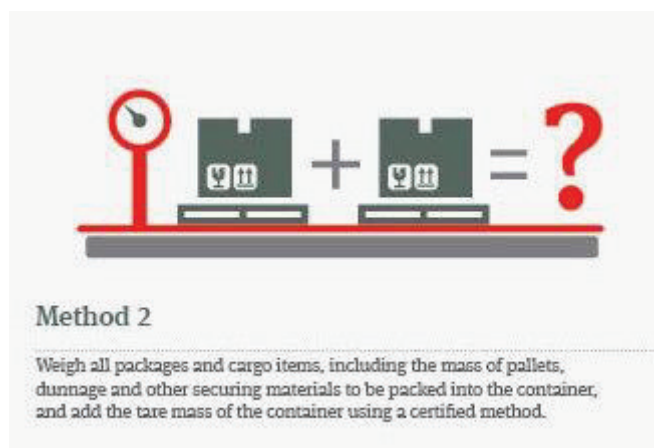 + = ?
Method 2
Weigh all packages and cargo items, including the mass of pallets,
dunnage and other securing materials to be packed into the container,
and add the tare mass of the container using a certified method.